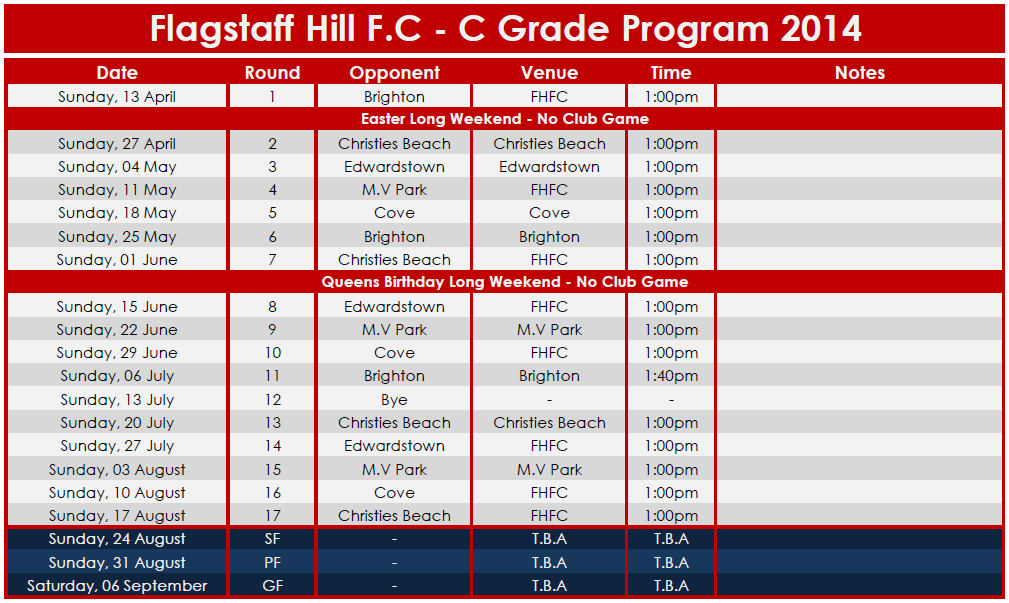 Flagstaff Hill F.C - C Grade Program 2014
Date Round Opponent Venue Time Notes
Sunday, 13 April 1 Brighton FHFC 1:00pm
Easter Long Weekend - No Club Game
Sunday, 27 April 2 Christies Beach Christies Beach 1:00pm
Sunday, 04 May 3 Edwardstown Edwardstown 1:00pm
Sunday, 11 May 4 M.V Park FHFC 1:00pm
Sunday, 18 May 5 Cove Cove 1:00pm
Sunday, 25 May 6 Brighton Brighton 1:00pm
Sunday, 01 June 7 Christies Beach FHFC 1:00pm
Queens Birthday Long Weekend - No Club Game
Sunday, 15 June 8 Edwardstown FHFC 1:00pm
Sunday, 22 June 9 M.V Park M.V Park 1:00pm
Sunday, 29 June 10 Cove FHFC 1:00pm
Sunday, 06 July 11 Brighton Brighton 1:40pm
Sunday, 13 July 12 Bye - -
Sunday, 20 July 13 Christies Beach Christies Beach 1:00pm
Sunday, 27 July 14 Edwardstown FHFC 1:00pm
Sunday, 03 August 15 M.V Park M.V Park 1:00pm
Sunday, 10 August 16 Cove FHFC 1:00pm
Sunday, 17 August 17 Christies Beach FHFC 1:00pm
Sunday, 24 August SF - T.B.A T.B.A
Sunday, 31 August PF - T.B.A T.B.A
Saturday, 06 September GF - T.B.A T.B.A